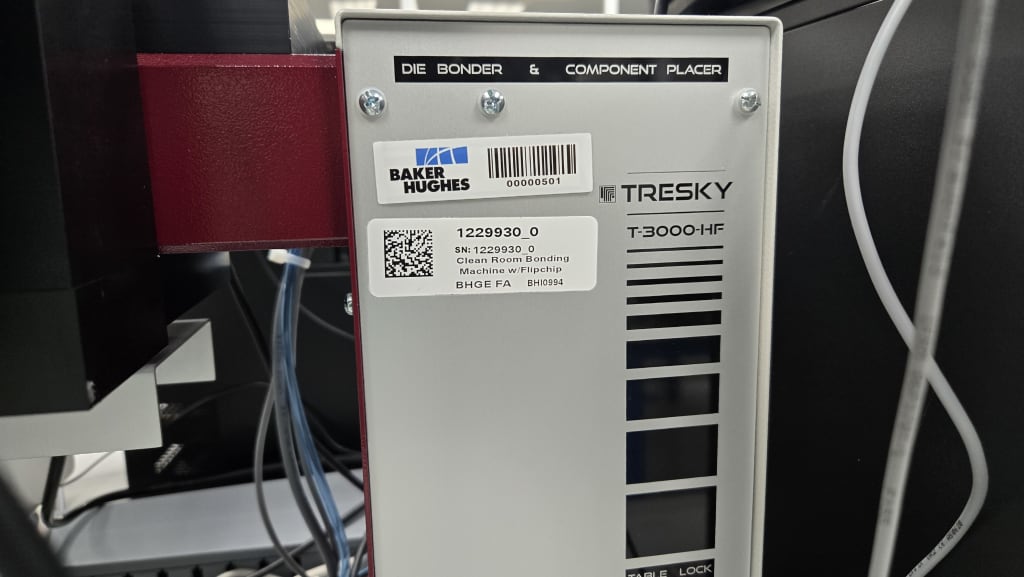 DIE BONDER & COMPONENT PLACER
BAKER
HUGHES
00000501
TRESKY
T-3000-HF
1229930_0
SN: 1229930_0
Clean Room Bonding
Machine w/Flipchip
BHGE FA BHI0994
TABLE LOCK